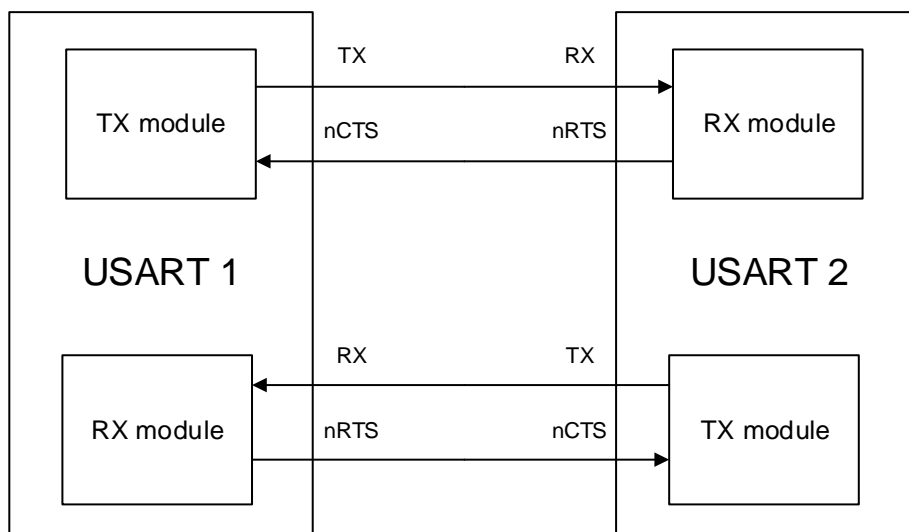 TX RX
TX module RX module
nCTS nRTS
USART 1 USART 2
RX TX
RX module TX module
nRTS nCTS